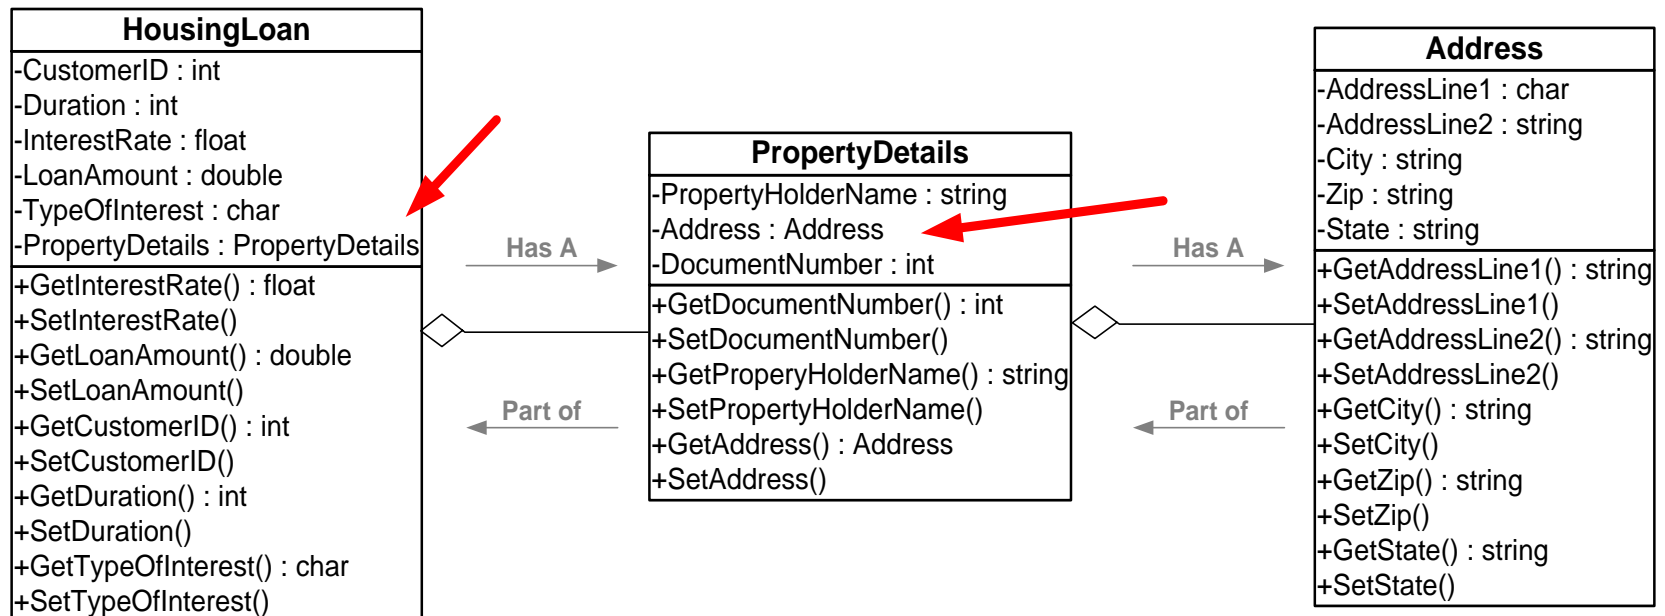 HousingLoan
-CustomerID : int
-Duration : int
-InterestRate : float
-LoanAmount : double
-TypeOfInterest : char
-PropertyDetails : PropertyDetails
+GetInterestRate() : float
+SetInterestRate()
+GetLoanAmount() : double
+SetLoanAmount()
+GetCustomerID() : int
+SetCustomerID()
+GetDuration() : int
+SetDuration()
+GetTypeOfInterest() : char
+SetTypeOfInterest()
Has A
Part of
PropertyDetails
-PropertyHolderName : string
-Address : Address
-DocumentNumber : int
+GetDocumentNumber() : int
+SetDocumentNumber()
+GetProperyHolderName() : string
+SetPropertyHolderName()
+GetAddress() : Address
+SetAddress()
Has A
Part of
Address
-AddressLine1 : char
-AddressLine2 : string
-City : string
-Zip : string
-State : string
+GetAddressLine1() : string
+SetAddressLine1()
+GetAddressLine2() : string
+SetAddressLine2()
+GetCity() : string
+SetCity()
+GetZip() : string
+SetZip()
+GetState() : string
+SetState()